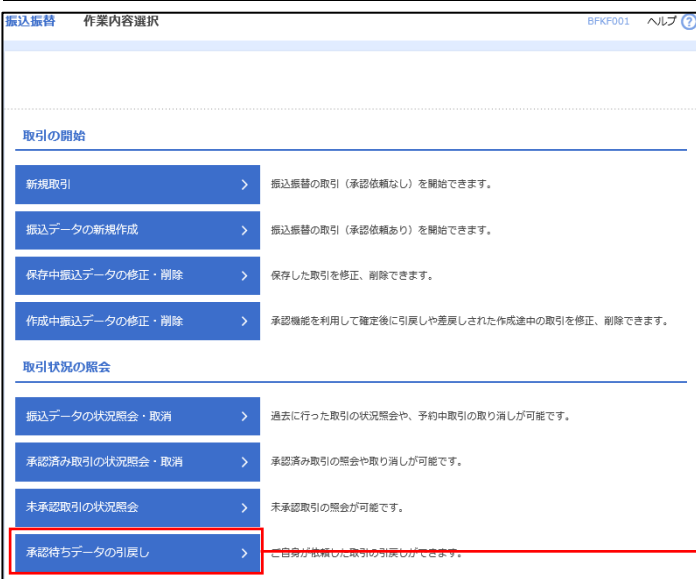 振込振替 作業内容選択 BFKF001 ヘルプ ?
取引の開始
新規取引 振込振替の取引(承認依頼なし)を開始できます。
振込データの新規作成 振込振替の取引(承認依頼あり)を開始できます。
保存中振込データの修正・削除 保存した取引を修正、削除できます。
作成中振込データの修正・削除 承認機能を利用して確定後に引戻しや差戻しされた作成途中の取引を修正、削除できます。
取引状況の照会
振込データの状況照会・取消 過去に行った取引の状況照会や、予約中取引の取り消しが可能です。
承認済み取引の状況照会・取消 承認済み取引の照会や取り消しが可能です。
未承認取引の状況照会 未承認取引の照会が可能です。
承認待ちデータの引戻し ご自身が依頼した取引の引戻しができます。